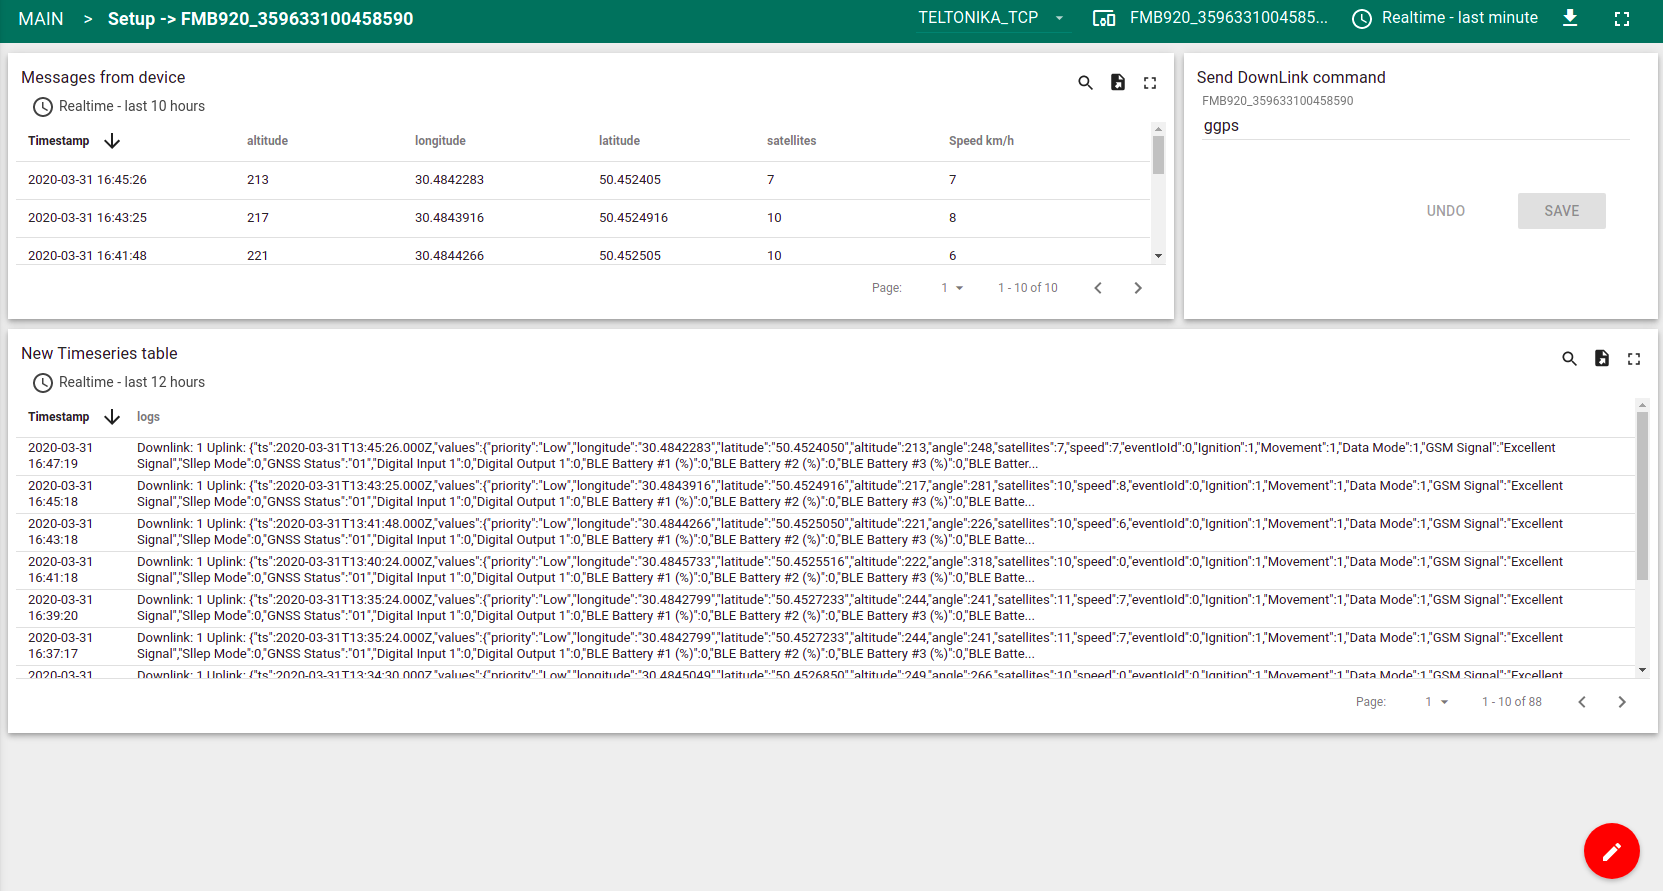 MAIN > Setup -> FMB920_359633100458590
TELTONIKA_TCP
FMB920_35963310045​85...
Realtime - last minute
Messages from device
Realtime - last 10 hours
Timestamp altitude longitude latitude satellites Speed km/h
2020-03-31 16:45:26 213 30.4842283 50.452405 7 7
2020-03-31 16:43:25 217 30.4843916 50.4524916 10 8
2020-03-31 16:41:48 221 30.4844266 50.452505 10 6
Page: 1 1 - 10 of 10
Send DownLink command
FMB920_359633100458590
ggps
UNDO SAVE
New Timeseries table
Realtime - last 12 hours
Timestamp logs
2020-03-31 Downlink: 1 Uplink: {"ts":2020-03-31T13:45:26.000Z,"values":{"priority":"Low","longitude":"30.4842283","latitude":"50.4524050","altitude":213,"angle":248,"satellites":7,"speed":7,"eventIoId":0,"Ignition":1,"Movement":1,"Data Mode":1,"GSM Signal":"Excellent
16:47:19 Signal","Sllep Mode":0,"GNSS Status":"01","Digital Input 1":0,"Digital Output 1":0,"BLE Battery #1 (%)":0,"BLE Battery #2 (%)":0,"BLE Battery #3 (%)":0,"BLE Batter...
2020-03-31 Downlink: 1 Uplink: {"ts":2020-03-31T13:43:25.000Z,"values":{"priority":"Low","longitude":"30.4843916","latitude":"50.4524916","altitude":217,"angle":281,"satellites":10,"speed":8,"eventIoId":0,"Ignition":1,"Movement":1,"Data Mode":1,"GSM Signal":"Excellent
16:45:18 Signal","Sllep Mode":0,"GNSS Status":"01","Digital Input 1":0,"Digital Output 1":0,"BLE Battery #1 (%)":0,"BLE Battery #2 (%)":0,"BLE Battery #3 (%)":0,"BLE Batte...
2020-03-31 Downlink: 1 Uplink: {"ts":2020-03-31T13:41:48.000Z,"values":{"priority":"Low","longitude":"30.4844266","latitude":"50.4525050","altitude":221,"angle":226,"satellites":10,"speed":6,"eventIoId":0,"Ignition":1,"Movement":1,"Data Mode":1,"GSM Signal":"Excellent
16:43:18 Signal","Sllep Mode":0,"GNSS Status":"01","Digital Input 1":0,"Digital Output 1":0,"BLE Battery #1 (%)":0,"BLE Battery #2 (%)":0,"BLE Battery #3 (%)":0,"BLE Batte...
2020-03-31 Downlink: 1 Uplink: {"ts":2020-03-31T13:40:24.000Z,"values":{"priority":"Low","longitude":"30.4845733","latitude":"50.4525516","altitude":222,"angle":318,"satellites":10,"speed":0,"eventIoId":0,"Ignition":1,"Movement":1,"Data Mode":1,"GSM Signal":"Excellent
16:41:18 Signal","Sllep Mode":0,"GNSS Status":"01","Digital Input 1":0,"Digital Output 1":0,"BLE Battery #1 (%)":0,"BLE Battery #2 (%)":0,"BLE Battery #3 (%)":0,"BLE Batte...
2020-03-31 Downlink: 1 Uplink: {"ts":2020-03-31T13:35:24.000Z,"values":{"priority":"Low","longitude":"30.4842799","latitude":"50.4527233","altitude":244,"angle":241,"satellites":11,"speed":7,"eventIoId":0,"Ignition":1,"Movement":1,"Data Mode":1,"GSM Signal":"Excellent
16:39:20 Signal","Sllep Mode":0,"GNSS Status":"01","Digital Input 1":0,"Digital Output 1":0,"BLE Battery #1 (%)":0,"BLE Battery #2 (%)":0,"BLE Battery #3 (%)":0,"BLE Batte...
2020-03-31 Downlink: 1 Uplink: {"ts":2020-03-31T13:35:24.000Z,"values":{"priority":"Low","longitude":"30.4842799","latitude":"50.4527233","altitude":244,"angle":241,"satellites":11,"speed":7,"eventIoId":0,"Ignition":1,"Movement":1,"Data Mode":1,"GSM Signal":"Excellent
16:37:17 Signal","Sllep Mode":0,"GNSS Status":"01","Digital Input 1":0,"Digital Output 1":0,"BLE Battery #1 (%)":0,"BLE Battery #2 (%)":0,"BLE Battery #3 (%)":0,"BLE Batte...
2020-03-31 Downlink: 1 Uplink: {"ts":2020-03-31T13:34:30.000Z,"values":{"priority":"Low","longitude":"30.4845049","latitude":"50.4526850","altitude":249,"angle":266,"satellites":10,"speed":0,"eventIoId":0,"Ignition":1,"Movement":1,"Data Mode":1,"GSM Signal":"Excellent
Page: 1 1 - 10 of 88